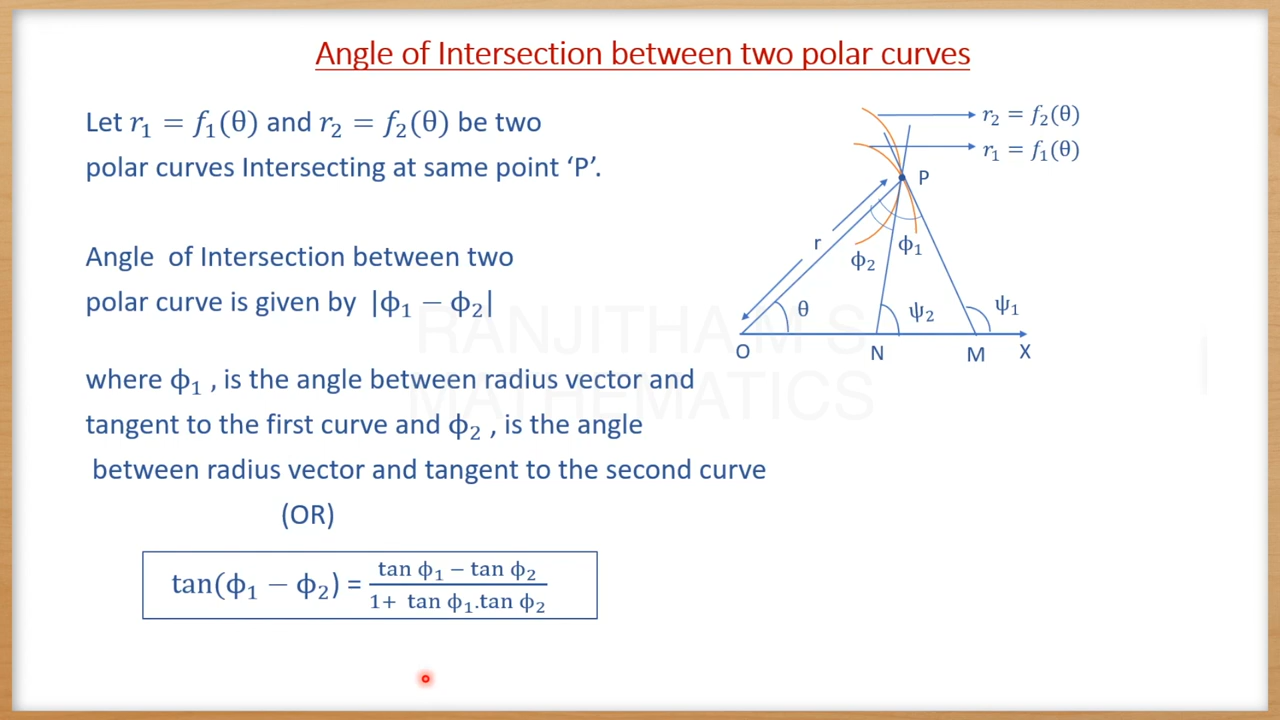 Angle of Intersection between two polar curves
Let r₁ = f₁(θ) and r₂ = f₂(θ) be two
polar curves Intersecting at same point ‘P’.
Angle of Intersection between two
polar curve is given by |ϕ₁ − ϕ₂|
where ϕ₁ , is the angle between radius vector and
tangent to the first curve and ϕ₂ , is the angle
between radius vector and tangent to the second curve
(OR)
tan(ϕ₁ − ϕ₂) = (tan ϕ₁ − tan ϕ₂)/(1+ tan ϕ₁.tan ϕ₂)
r₂ = f₂(θ)
r₁ = f₁(θ)
P
r
ϕ₂
ϕ₁
θ
ψ₂
ψ₁
O
N
M
X
RANJITHA M S
MATHEMATICS